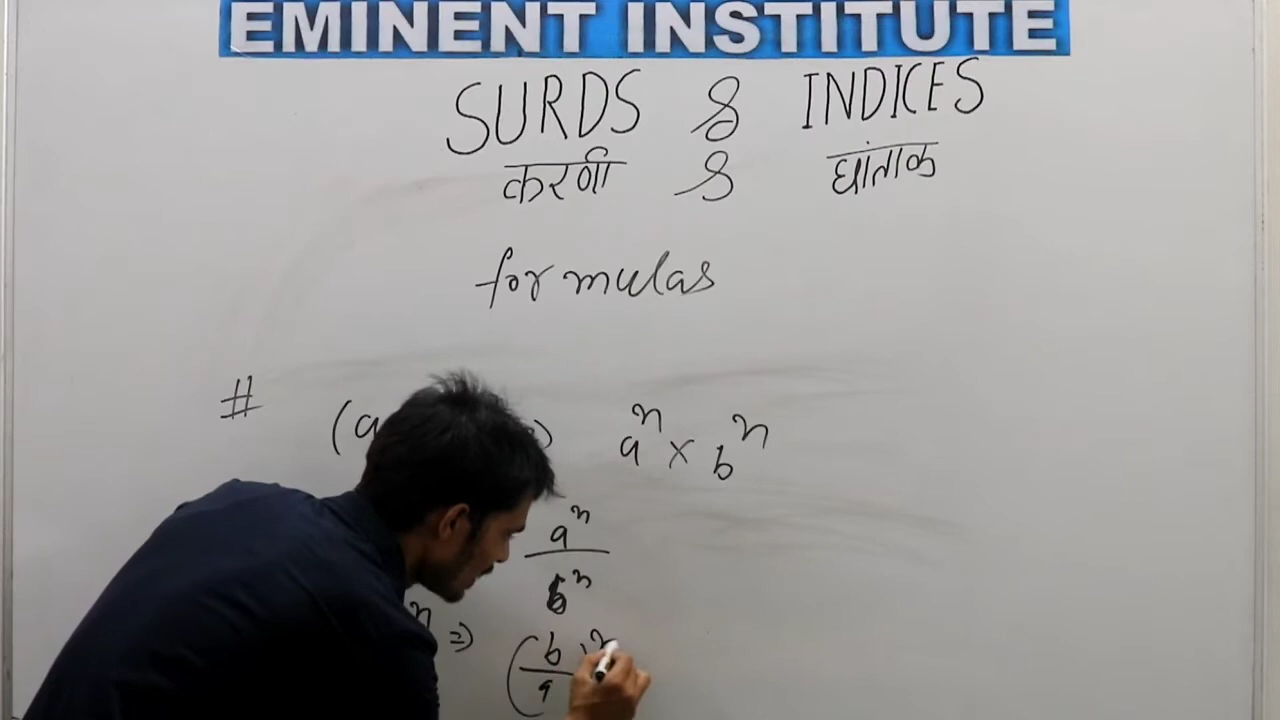 EMINENT INSTITUTE
SURDS & INDICES
करणी & घांताक
formulas
# (a ) aⁿ × bⁿ
aⁿ
bⁿ
n ⇒ (b/a)ⁿ